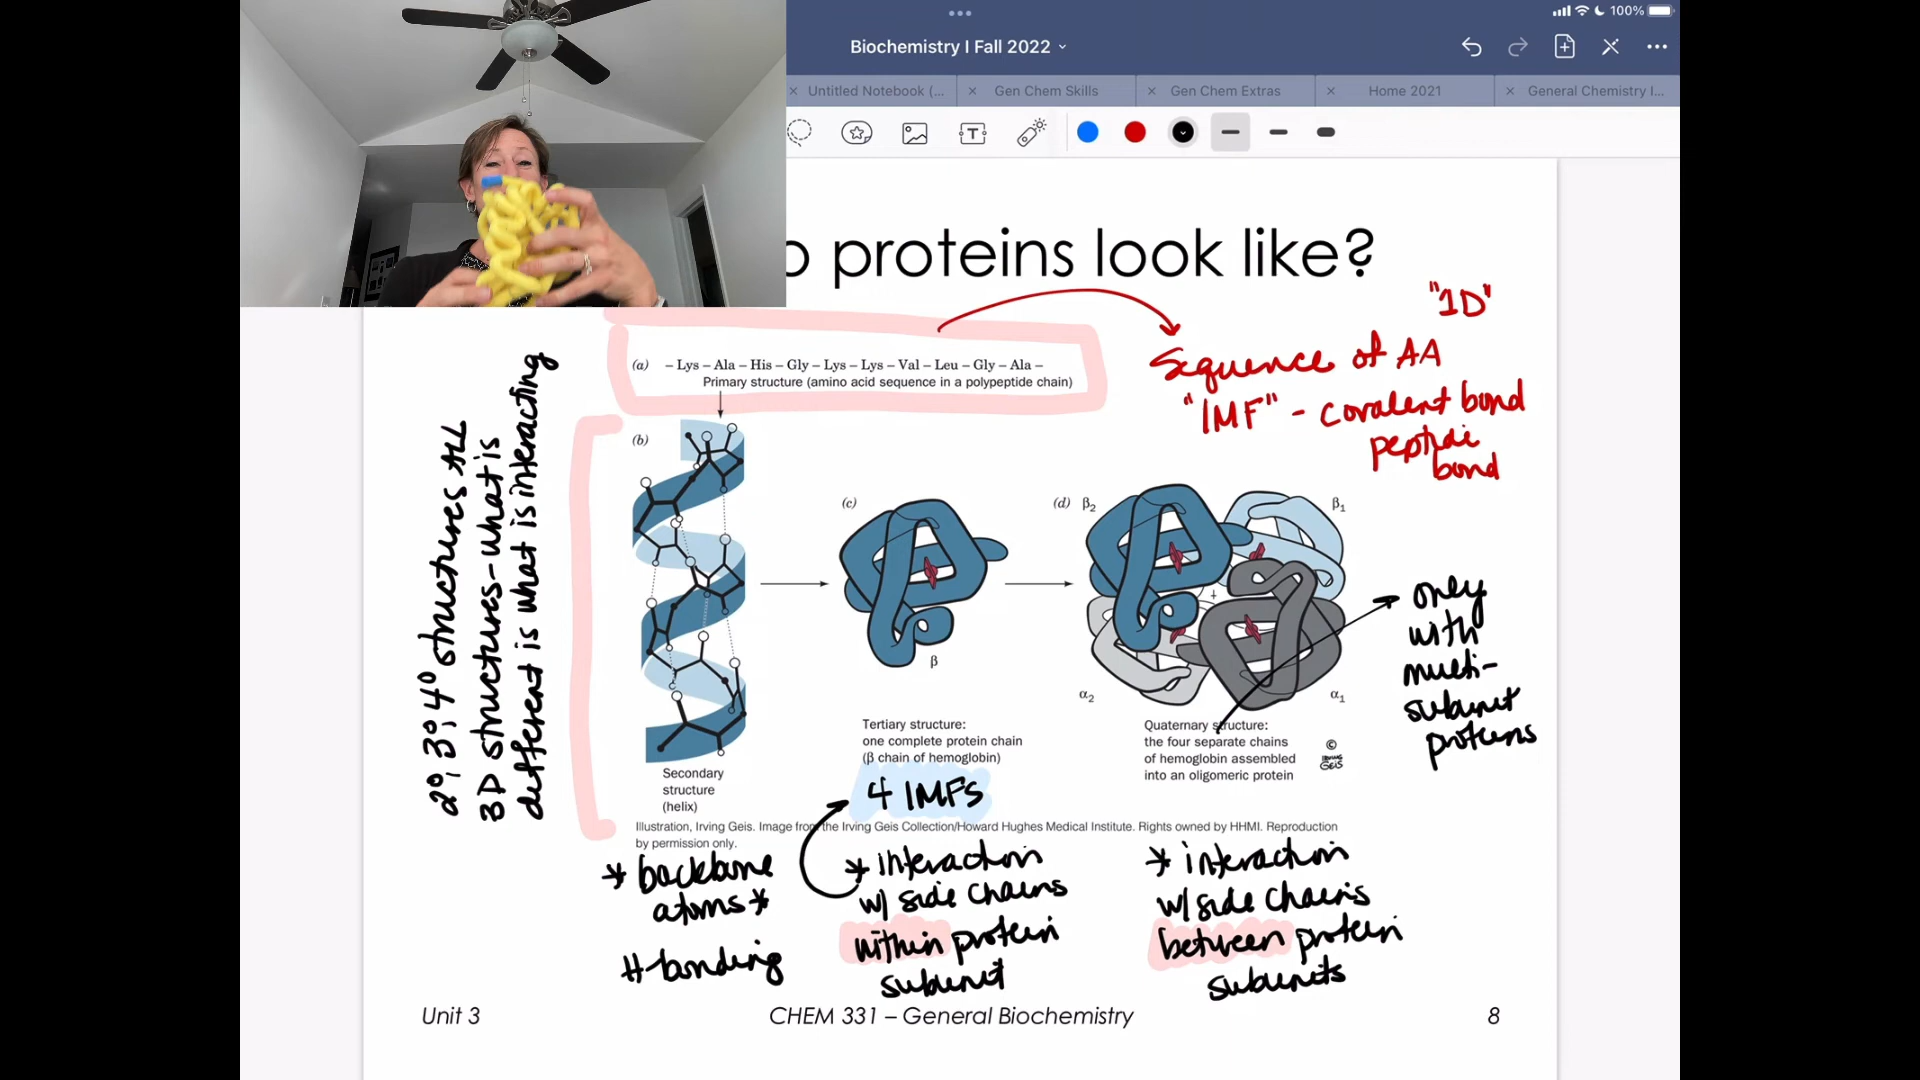 100%
Biochemistry I Fall 2022
Untitled Notebook (...
Gen Chem Skills
Gen Chem Extras
Home 2021
General Chemistry I...
o proteins look like?
"1D"
Sequence of AA
"IMF" - covalent bond
peptide
bond
(a) – Lys – Ala – His – Gly – Lys – Lys – Val – Leu – Gly – Ala –
Primary structure (amino acid sequence in a polypeptide chain)
2°, 3°, 4° structures ALL
3D structures - what is
different is what is interacting
(b)
(c)
(d) β2
β1
β
α2
α1
only
with
multi-
subunit
proteins
Secondary
structure
(helix)
Tertiary structure:
one complete protein chain
(β chain of hemoglobin)
Quaternary structure:
the four separate chains
of hemoglobin assembled
into an oligomeric protein
©
IRVING
GEIS
4 IMFS
Illustration, Irving Geis. Image from the Irving Geis Collection/Howard Hughes Medical Institute. Rights owned by HHMI. Reproduction
by permission only.
* backbone
atoms *
H-bonding
* interaction
w/ side chains
within protein
subunit
* interaction
w/ side chains
between protein
subunits
Unit 3
CHEM 331 – General Biochemistry
8